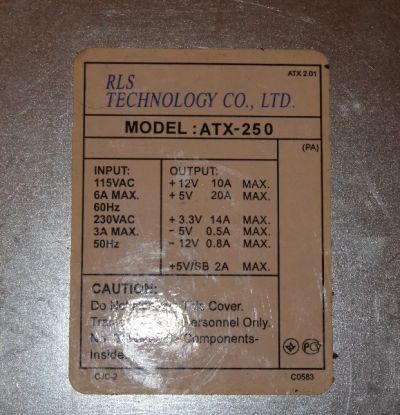 ATX 2.01
RLS
TECHNOLOGY CO., LTD.
MODEL : ATX-250
(PA)
INPUT: OUTPUT:
115VAC + 12V 10A MAX.
6A MAX. + 5V 20A MAX.
60Hz
230VAC + 3.3V 14A MAX.
3A MAX. - 5V 0.5A MAX.
50Hz - 12V 0.8A MAX.
+5V/SB 2A MAX.
CAUTION:
Do This Cover.
Personnel Only.
Components-
Inside.
C0583